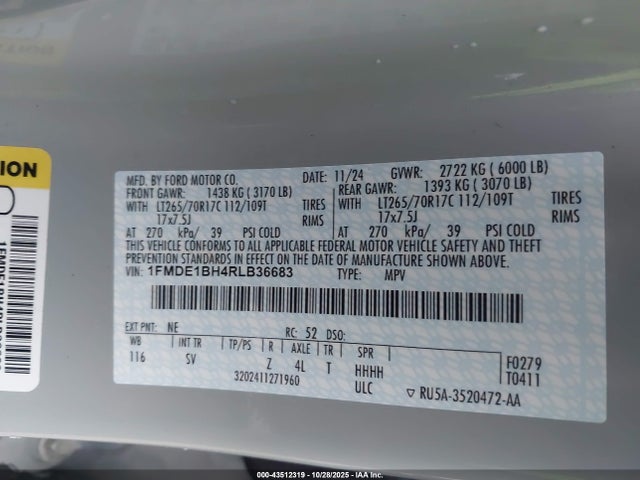 TION
MFD. BY FORD MOTOR CO. DATE: 11/24 GVWR: 2722 KG ( 6000 LB)
FRONT GAWR: 1438 KG ( 3170 LB) REAR GAWR: 1393 KG ( 3070 LB)
WITH LT265/70R17C 112/109T TIRES WITH LT265/70R17C 112/109T TIRES
17x7.5J RIMS 17x7.5J RIMS
AT 270 kPa/ 39 PSI COLD AT 270 kPa/ 39 PSI COLD
THIS VEHICLE CONFORMS TO ALL APPLICABLE FEDERAL MOTOR VEHICLE SAFETY AND THEFT
PREVENTION STANDARDS IN EFFECT ON THE DATE OF MANUFACTURE SHOWN ABOVE.
VIN: 1FMDE1BH4RLB36683 TYPE: MPV
EXT PNT: NE RC: 52 DSO:
WB INT TR TP/PS R AXLE TR SPR
116 SV Z 4L T HHHH
F0279
T0411
3202411271960 ULC ▽ RU5A-3520472-AA
000-43512319 | 10/28/2025 | IAA Inc.